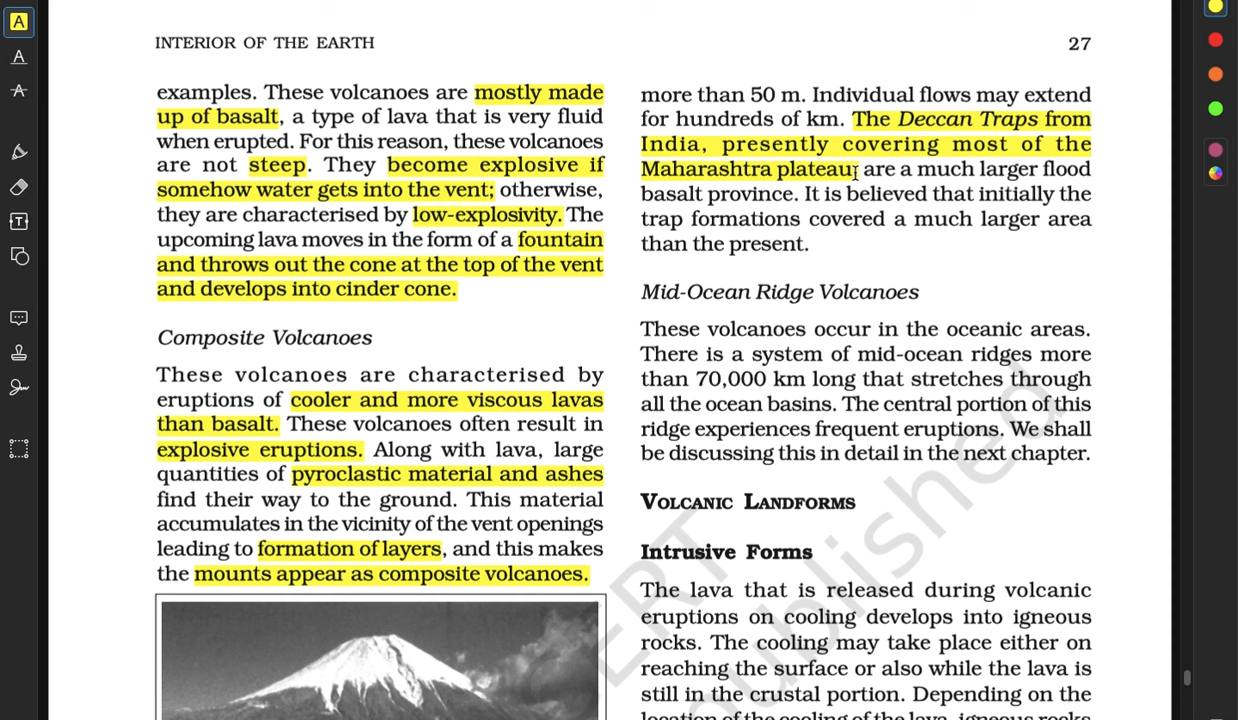 INTERIOR OF THE EARTH
27
examples. These volcanoes are mostly made
up of basalt, a type of lava that is very fluid
when erupted. For this reason, these volcanoes
are not steep. They become explosive if
somehow water gets into the vent; otherwise,
they are characterised by low-explosivity. The
upcoming lava moves in the form of a fountain
and throws out the cone at the top of the vent
and develops into cinder cone.
Composite Volcanoes
These volcanoes are characterised by
eruptions of cooler and more viscous lavas
than basalt. These volcanoes often result in
explosive eruptions. Along with lava, large
quantities of pyroclastic material and ashes
find their way to the ground. This material
accumulates in the vicinity of the vent openings
leading to formation of layers, and this makes
the mounts appear as composite volcanoes.
more than 50 m. Individual flows may extend
for hundreds of km. The Deccan Traps from
India, presently covering most of the
Maharashtra plateau, are a much larger flood
basalt province. It is believed that initially the
trap formations covered a much larger area
than the present.
Mid-Ocean Ridge Volcanoes
These volcanoes occur in the oceanic areas.
There is a system of mid-ocean ridges more
than 70,000 km long that stretches through
all the ocean basins. The central portion of this
ridge experiences frequent eruptions. We shall
be discussing this in detail in the next chapter.
VOLCANIC LANDFORMS
Intrusive Forms
The lava that is released during volcanic
eruptions on cooling develops into igneous
rocks. The cooling may take place either on
reaching the surface or also while the lava is
still in the crustal portion. Depending on the
location of the cooling of the lava, igneous rocks